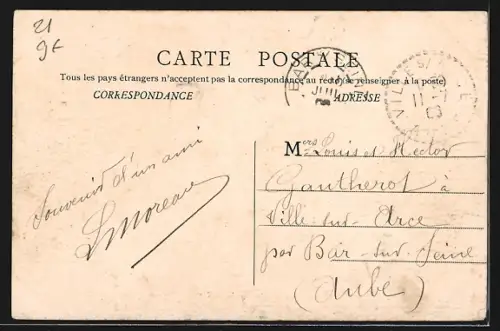 21
9€
CARTE POSTALE
Tous les pays étrangers n'acceptent pas la correspondance au recto (se renseigner à la poste)
CORRESPONDANCE
ADRESSE
Souvenir d'un ami
L Moreau
Mrs Louis et Hector
Gautherot à
Ville-sur-Arce
par Bar-sur-Seine
(Aube)